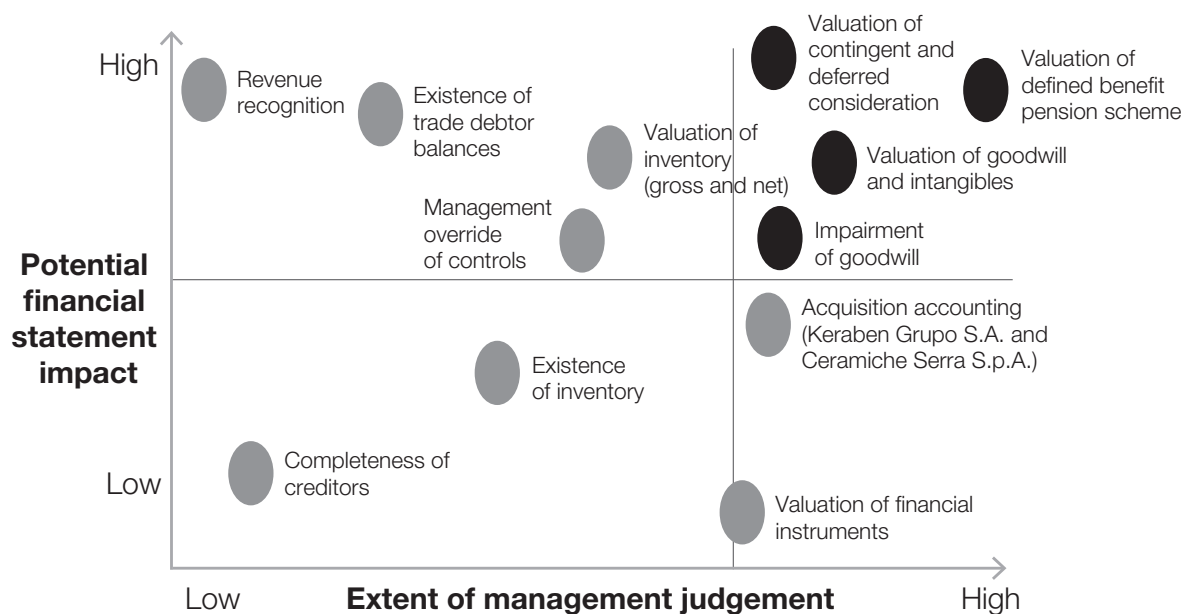 High
Revenue
recognition
Existence of
trade debtor
balances
Valuation of
inventory
(gross and net)
Management
override
of controls
Valuation of
contingent and
deferred
consideration
Valuation of
defined benefit
pension scheme
Valuation of goodwill
and intangibles
Impairment
of goodwill
Potential
financial
statement
impact
Acquisition accounting
(Keraben Grupo S.A. and
Ceramiche Serra S.p.A.)
Existence
of inventory
Completeness of
creditors
Low
Valuation of financial
instruments
Low
Extent of management judgement
High